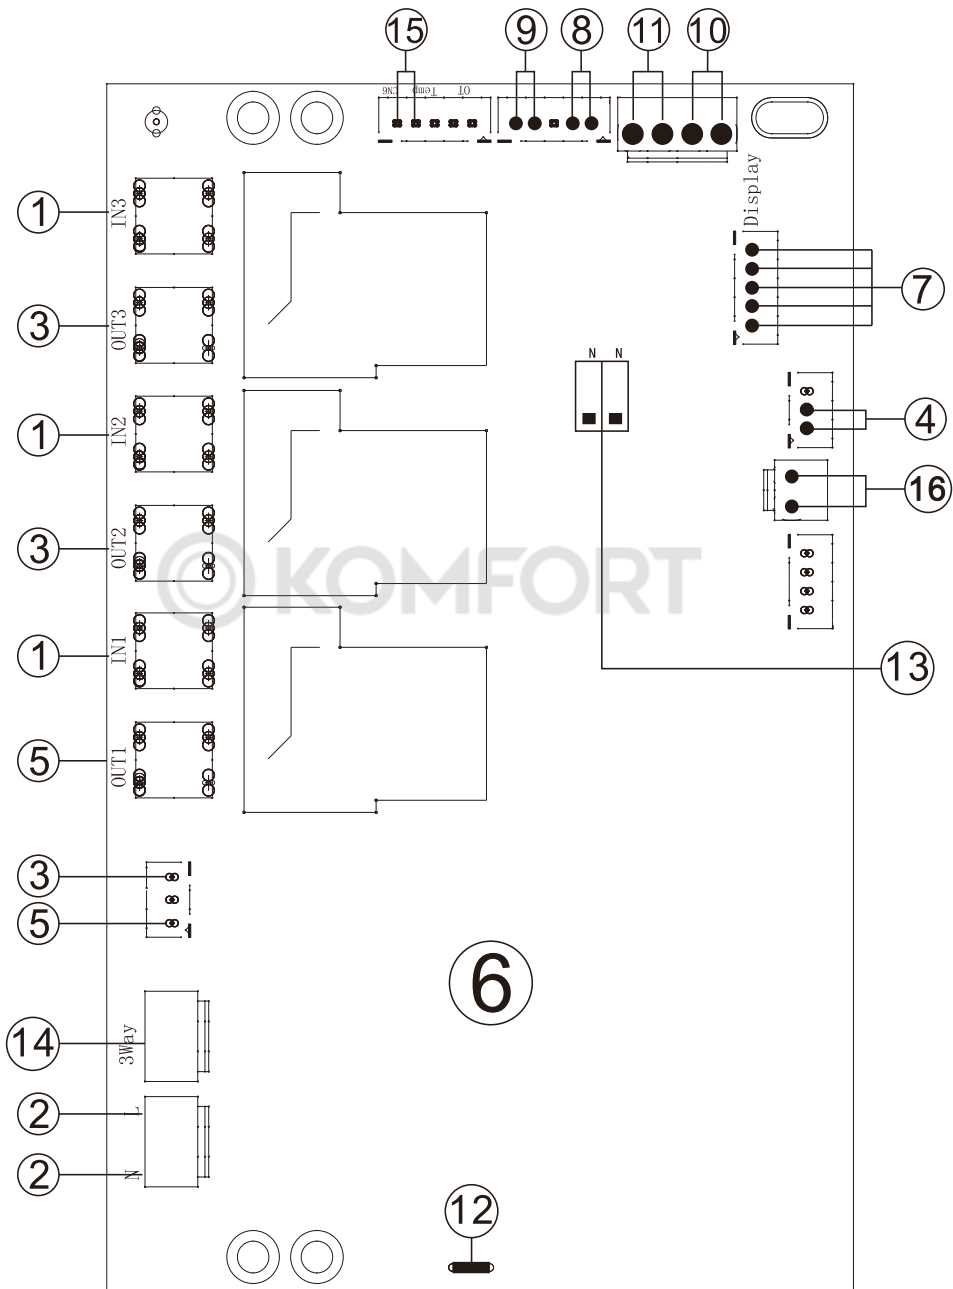 15 9 8 11 10
CN6 Temp OT
Display
1 IN3
7
3 OUT3
N N
4
1 IN2
16
3 OUT2
KOMFORT
1 IN1
13
5 OUT1
3
5
6
14 3Way
2 L
2 N
12